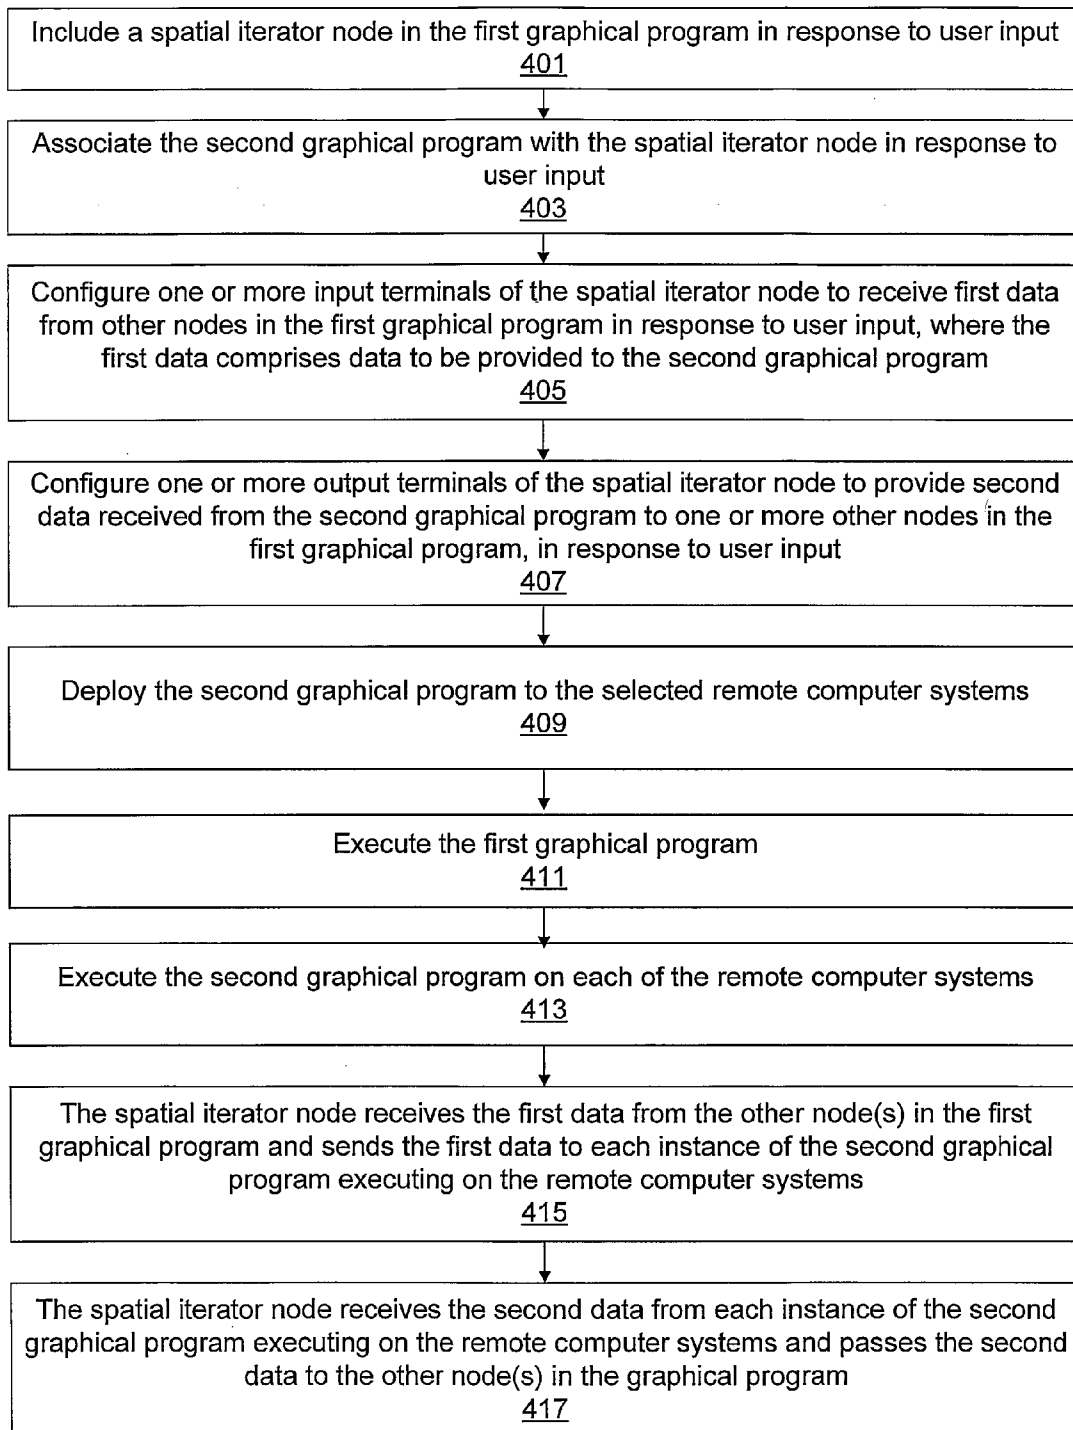 Include a spatial iterator node in the first graphical program in response to user input
401
Associate the second graphical program with the spatial iterator node in response to
user input
403
Configure one or more input terminals of the spatial iterator node to receive first data
from other nodes in the first graphical program in response to user input, where the
first data comprises data to be provided to the second graphical program
405
Configure one or more output terminals of the spatial iterator node to provide second
data received from the second graphical program to one or more other nodes in the
first graphical program, in response to user input
407
Deploy the second graphical program to the selected remote computer systems
409
Execute the first graphical program
411
Execute the second graphical program on each of the remote computer systems
413
The spatial iterator node receives the first data from the other node(s) in the first
graphical program and sends the first data to each instance of the second graphical
program executing on the remote computer systems
415
The spatial iterator node receives the second data from each instance of the second
graphical program executing on the remote computer systems and passes the second
data to the other node(s) in the graphical program
417